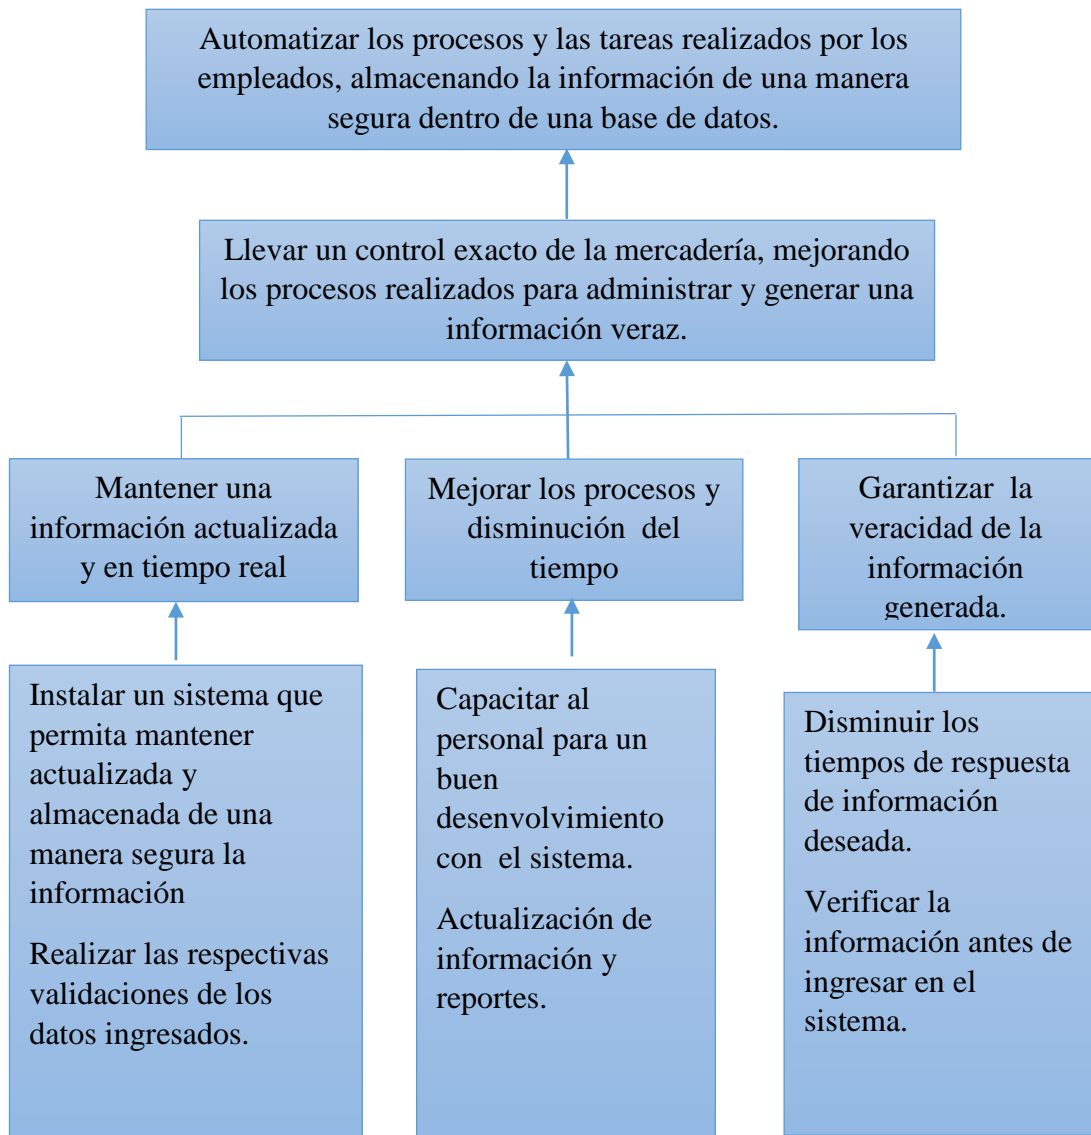 Automatizar los procesos y las tareas realizados por los
empleados, almacenando la información de una manera
segura dentro de una base de datos.
Llevar un control exacto de la mercadería, mejorando
los procesos realizados para administrar y generar una
información veraz.
Mantener una
información actualizada
y en tiempo real
Mejorar los procesos y
disminución  del
tiempo
Garantizar  la
veracidad de la
información
generada.
Instalar un sistema que
permita mantener
actualizada y
almacenada de una
manera segura la
información
Realizar las respectivas
validaciones de los
datos ingresados.
Capacitar al
personal para un
buen
desenvolvimiento
con  el sistema.
Actualización de
información y
reportes.
Disminuir los
tiempos de respuesta
de información
deseada.
Verificar la
información antes de
ingresar en el
sistema.